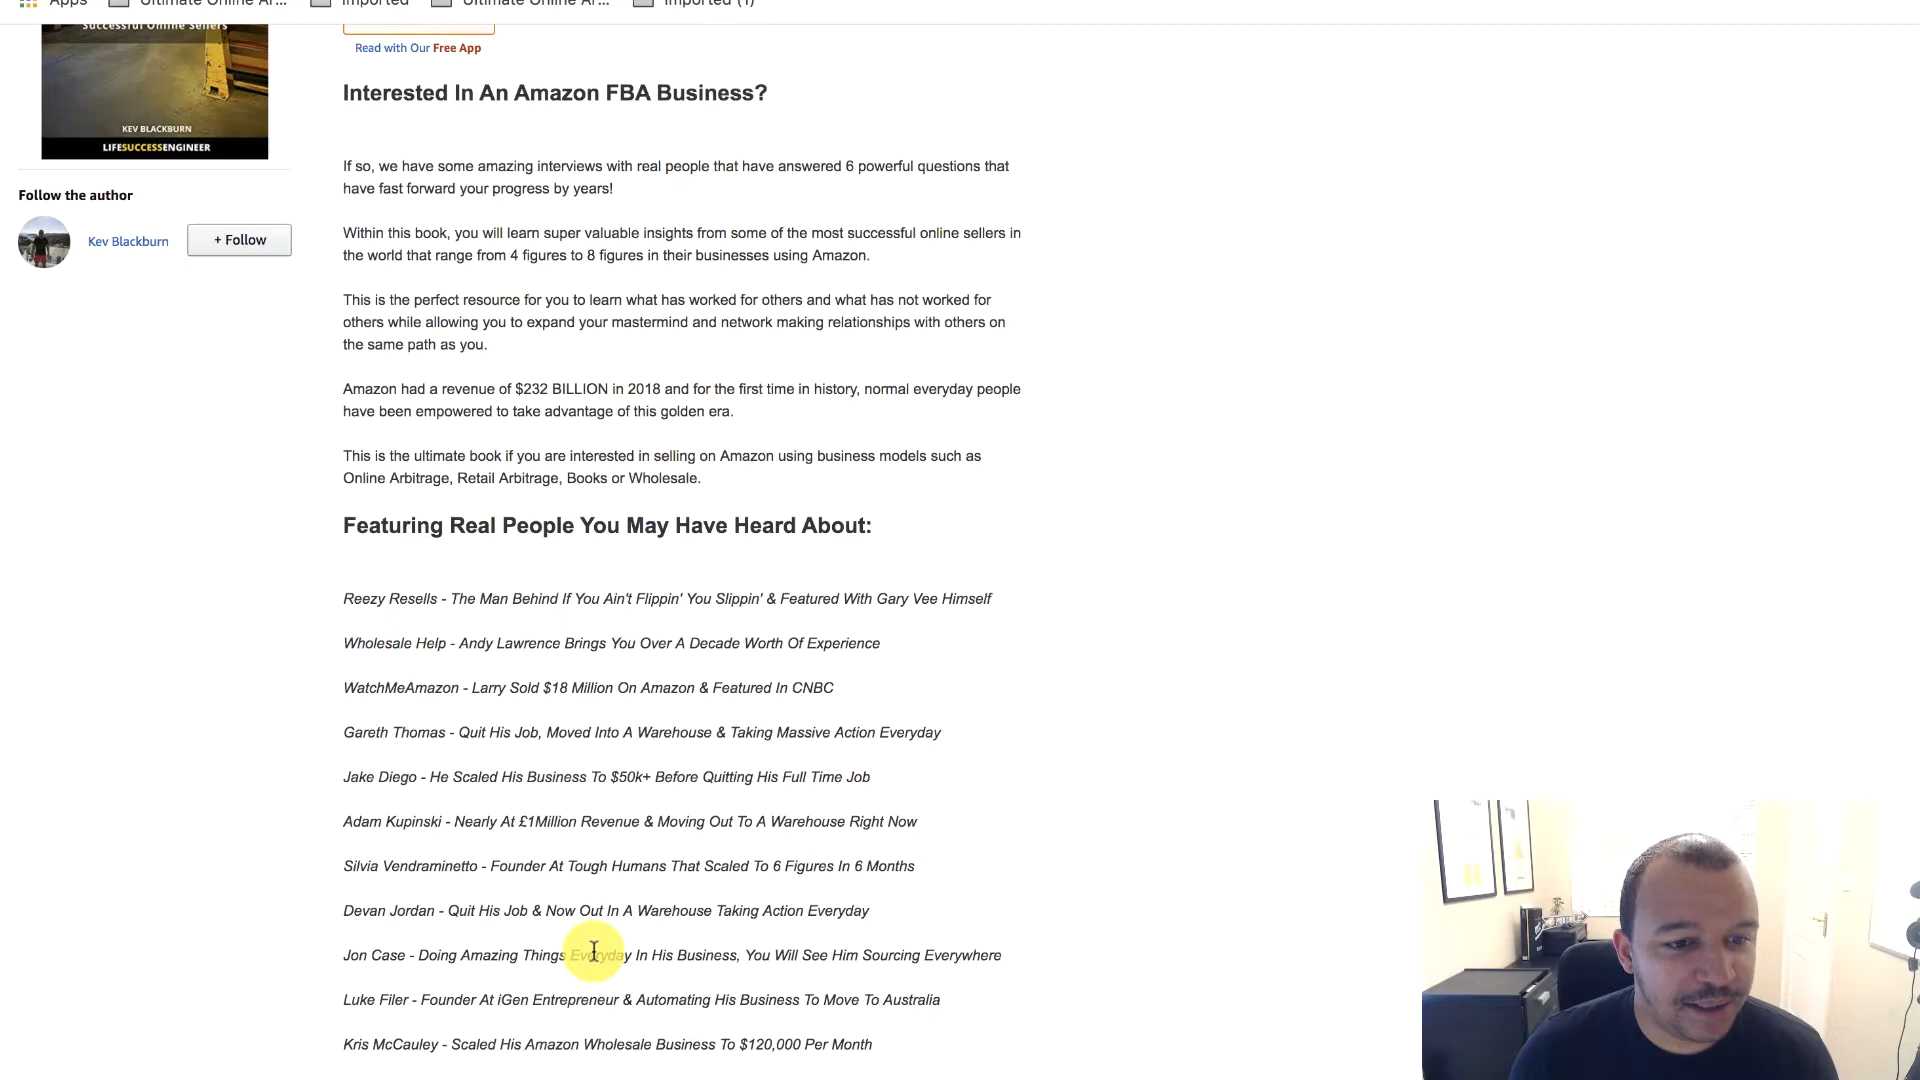 Apps Ultimate Online Ar... Imported Ultimate Online Ar... Imported (1)
Successful Online Sellers
KEV BLACKBURN
LIFESUCCESSENGINEER
Follow the author
Kev Blackburn
+ Follow
Read with Our Free App
Interested In An Amazon FBA Business?
If so, we have some amazing interviews with real people that have answered 6 powerful questions that
have fast forward your progress by years!
Within this book, you will learn super valuable insights from some of the most successful online sellers in
the world that range from 4 figures to 8 figures in their businesses using Amazon.
This is the perfect resource for you to learn what has worked for others and what has not worked for
others while allowing you to expand your mastermind and network making relationships with others on
the same path as you.
Amazon had a revenue of $232 BILLION in 2018 and for the first time in history, normal everyday people
have been empowered to take advantage of this golden era.
This is the ultimate book if you are interested in selling on Amazon using business models such as
Online Arbitrage, Retail Arbitrage, Books or Wholesale.
Featuring Real People You May Have Heard About:
Reezy Resells - The Man Behind If You Ain't Flippin' You Slippin' & Featured With Gary Vee Himself
Wholesale Help - Andy Lawrence Brings You Over A Decade Worth Of Experience
WatchMeAmazon - Larry Sold $18 Million On Amazon & Featured In CNBC
Gareth Thomas - Quit His Job, Moved Into A Warehouse & Taking Massive Action Everyday
Jake Diego - He Scaled His Business To $50k+ Before Quitting His Full Time Job
Adam Kupinski - Nearly At £1Million Revenue & Moving Out To A Warehouse Right Now
Silvia Vendraminetto - Founder At Tough Humans That Scaled To 6 Figures In 6 Months
Devan Jordan - Quit His Job & Now Out In A Warehouse Taking Action Everyday
Jon Case - Doing Amazing Things Everyday In His Business, You Will See Him Sourcing Everywhere
Luke Filer - Founder At iGen Entrepreneur & Automating His Business To Move To Australia
Kris McCauley - Scaled His Amazon Wholesale Business To $120,000 Per Month